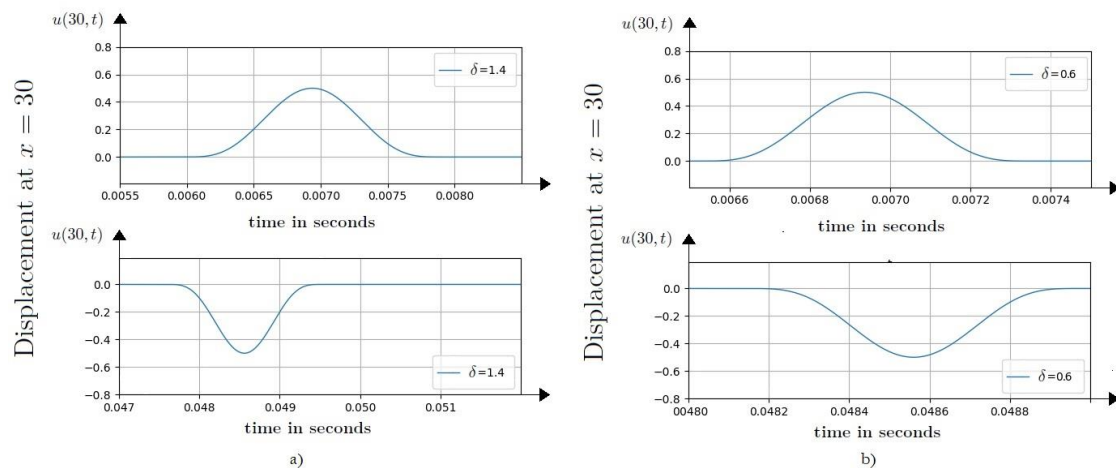 Displacement at x = 30
u(30, t)
0.8
0.6
0.4
0.2
0.0
δ=1.4
0.0055 0.0060 0.0065 0.0070 0.0075 0.0080
time in seconds
u(30, t)
0.0
−0.2
−0.4
−0.6
−0.8
δ=1.4
0.047 0.048 0.049 0.050 0.051
time in seconds
a)
Displacement at x = 30
u(30, t)
0.8
0.6
0.4
0.2
0.0
δ=0.6
0.0066 0.0068 0.0070 0.0072 0.0074
time in seconds
u(30, t)
0.0
−0.2
−0.4
−0.6
−0.8
δ=0.6
00480 0.0482 0.0484 0.0486 0.0488
time in seconds
b)